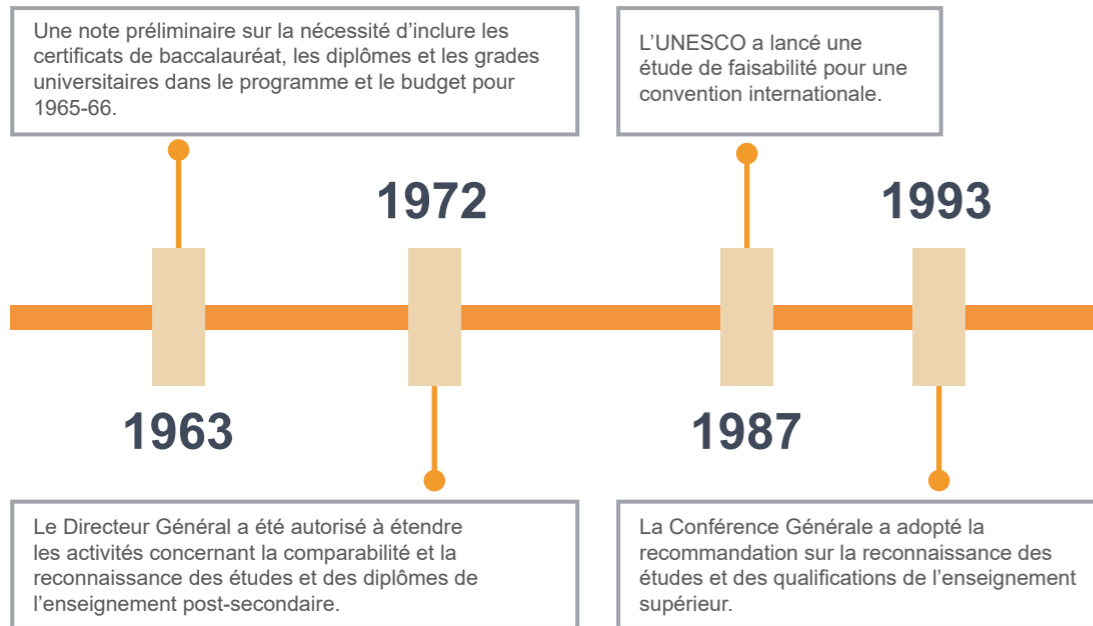 Une note préliminaire sur la nécessité d’inclure les
certificats de baccalauréat, les diplômes et les grades
universitaires dans le programme et le budget pour
1965-66.
L’UNESCO a lancé une
étude de faisabilité pour une
convention internationale.
1972
1993
1963
1987
Le Directeur Général a été autorisé à étendre
les activités concernant la comparabilité et la
reconnaissance des études et des diplômes de
l’enseignement post-secondaire.
La Conférence Générale a adopté la
recommandation sur la reconnaissance des
études et des qualifications de l’enseignement
supérieur.